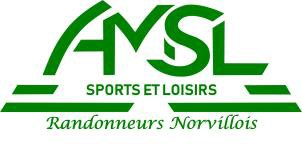 AMSL
SPORTS ET LOISIRS
Randonneurs Norvillois